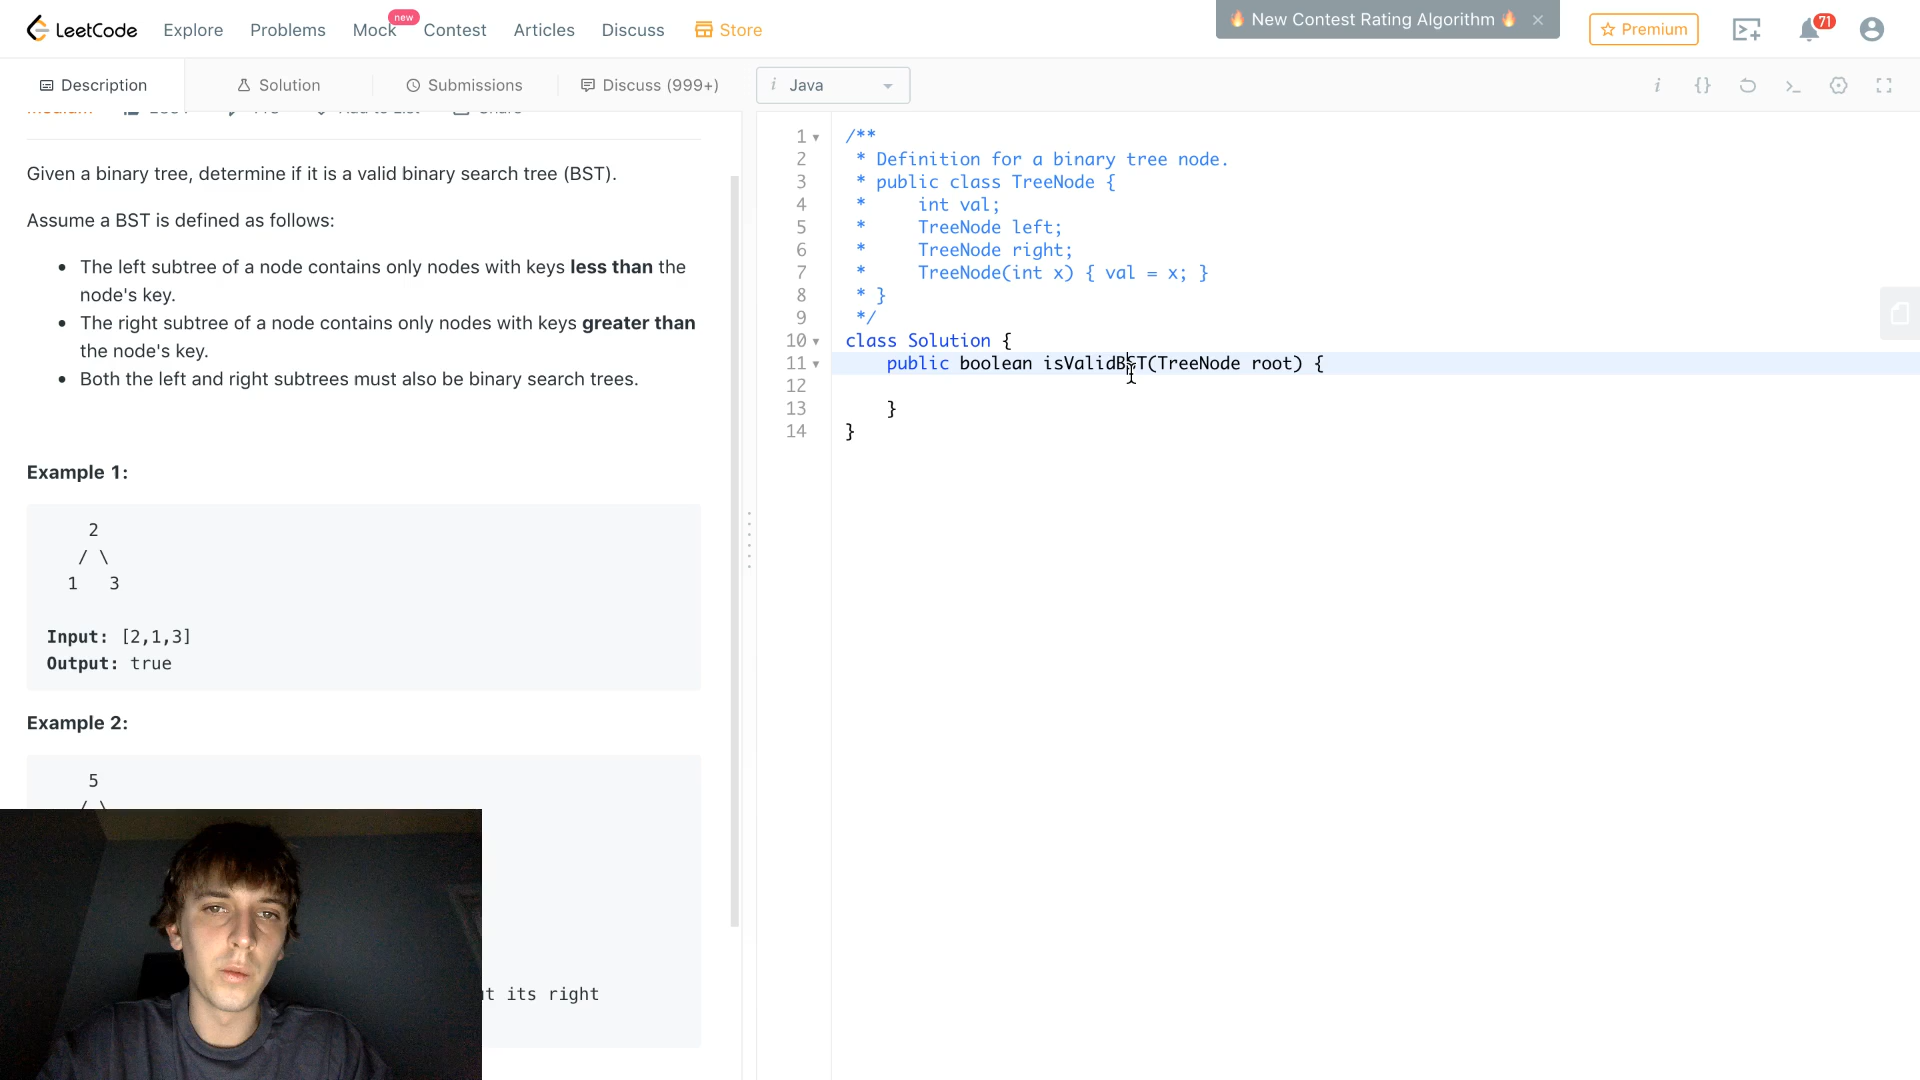 LeetCode Explore Problems Mock new Contest Articles Discuss Store
🔥 New Contest Rating Algorithm 🔥 ×
Premium
71
Description Solution Submissions Discuss (999+)
i Java
Given a binary tree, determine if it is a valid binary search tree (BST).
Assume a BST is defined as follows:
• The left subtree of a node contains only nodes with keys less than the
node's key.
• The right subtree of a node contains only nodes with keys greater than
the node's key.
• Both the left and right subtrees must also be binary search trees.
Example 1:
2
/ \
1 3
Input: [2,1,3]
Output: true
Example 2:
5
/ \
its right
1 /**
2 * Definition for a binary tree node.
3 * public class TreeNode {
4 * int val;
5 * TreeNode left;
6 * TreeNode right;
7 * TreeNode(int x) { val = x; }
8 * }
9 */
10 class Solution {
11 public boolean isValidBST(TreeNode root) {
12
13 }
14 }